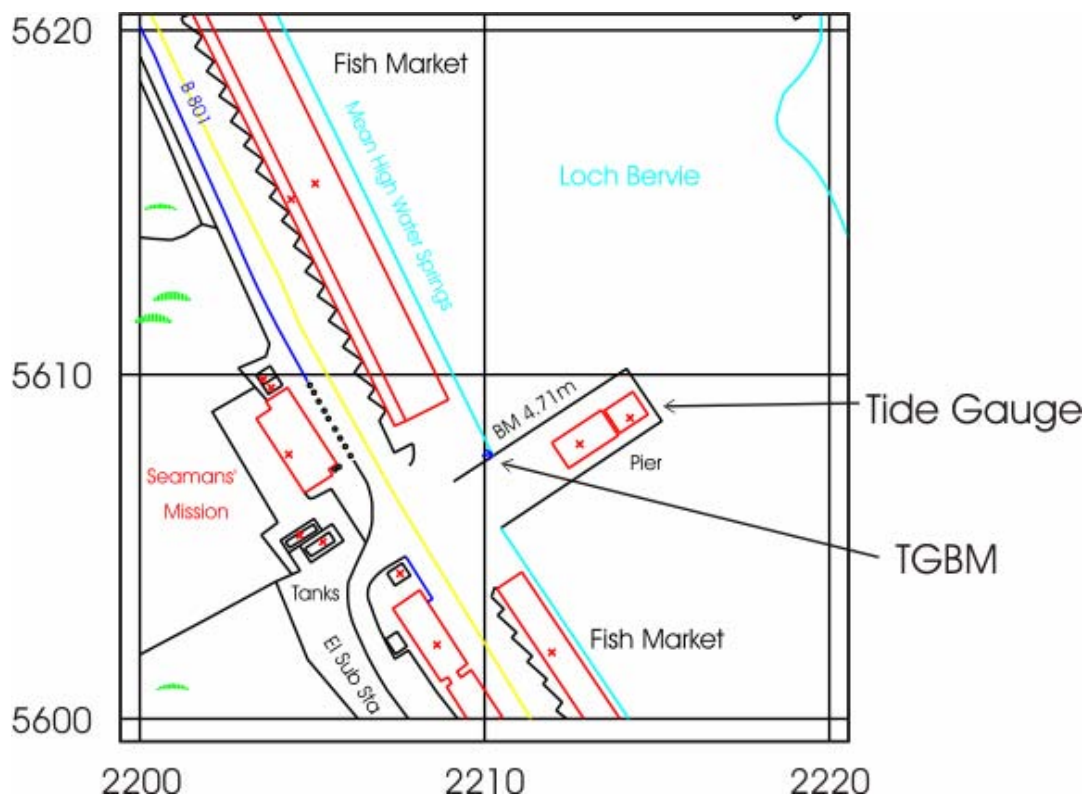 5620
Fish Market
B 801
Mean High Water Springs
Loch Bervie
5610
BM 4.71m
Tide Gauge
Pier
Seamans'
Mission
TGBM
Tanks
Fish Market
El Sub Sta
5600
2200
2210
2220